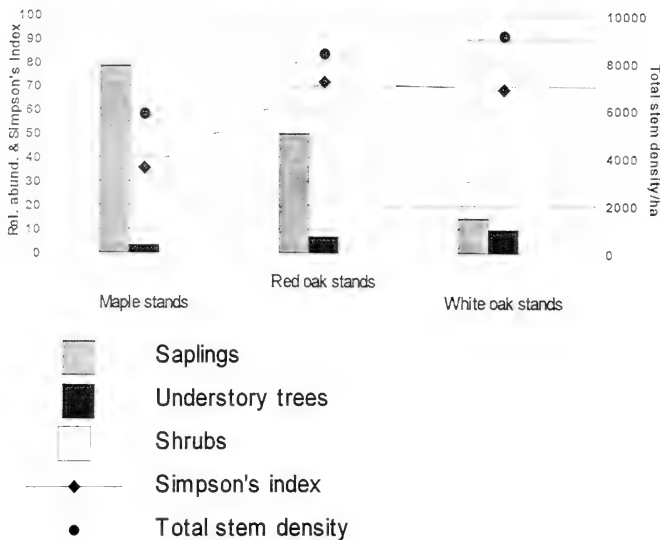 Rel. abund. & Simpson's Index
100
90
80
70
60
50
40
30
20
10
0
10000
8000
6000
4000
2000
0
Total stem density/ha
Maple stands
Red oak stands
White oak stands
Saplings
Understory trees
Shrubs
Simpson's index
Total stem density